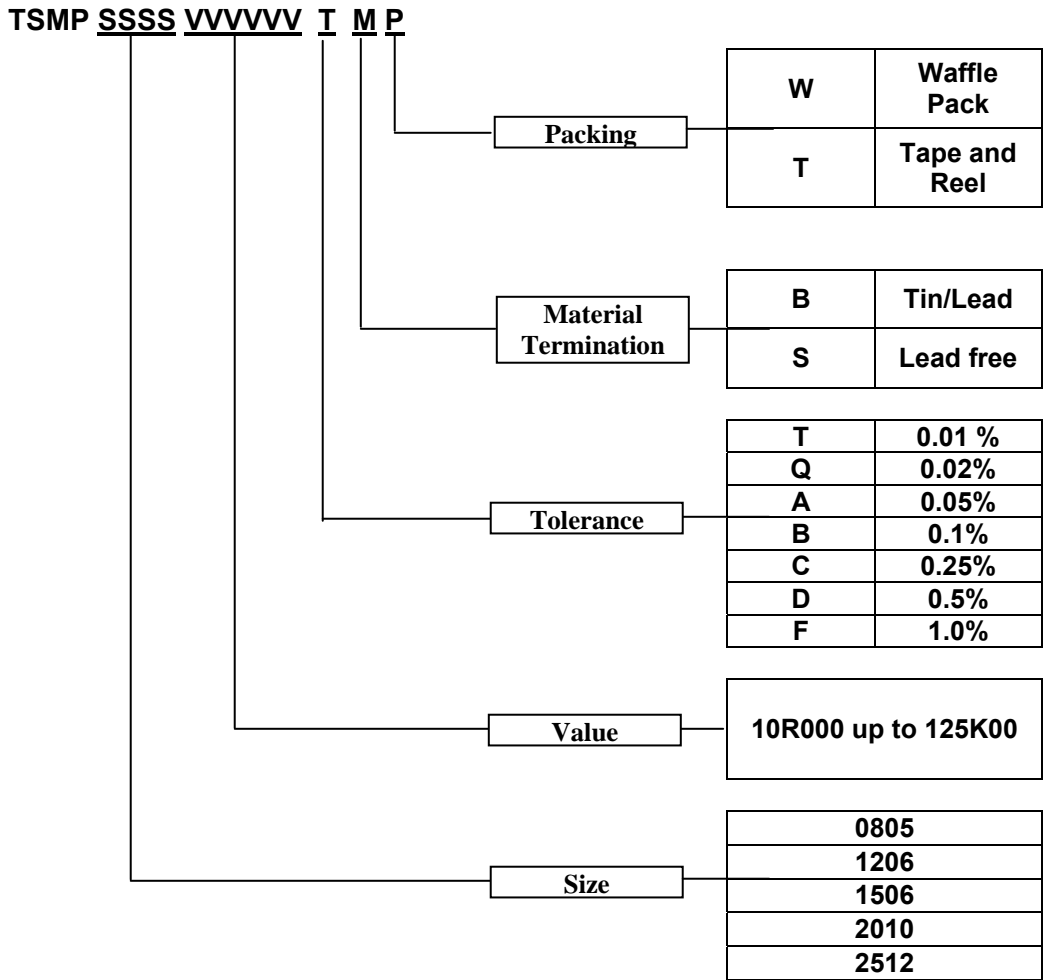 TSMP SSSS VVVVVV T M P
Packing
W
Waffle
Pack
T
Tape and
Reel
Material
Termination
B
Tin/Lead
S
Lead free
Tolerance
T
0.01 %
Q
0.02%
A
0.05%
B
0.1%
C
0.25%
D
0.5%
F
1.0%
Value
10R000 up to 125K00
Size
0805
1206
1506
2010
2512